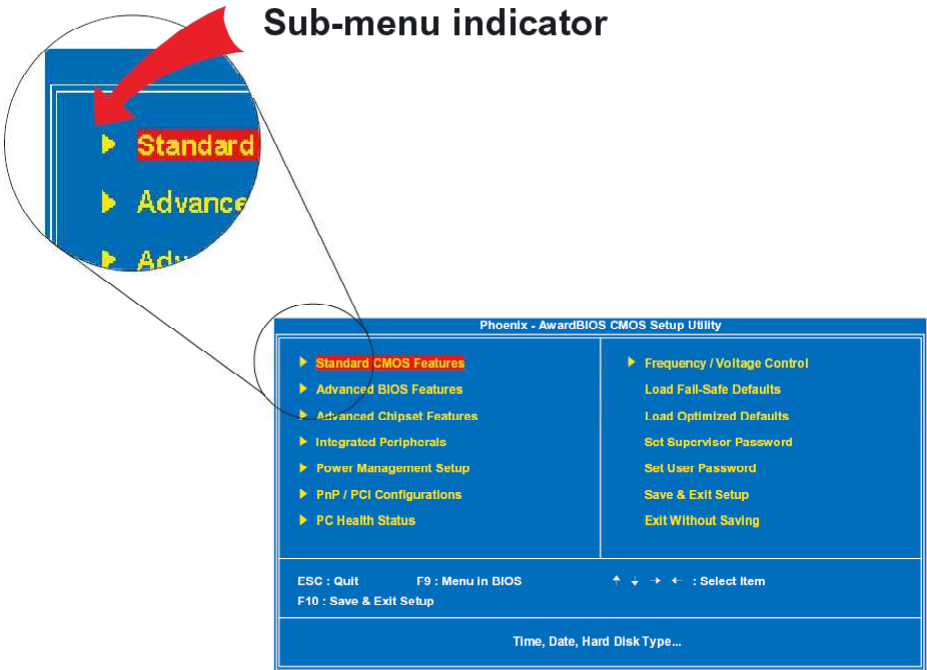 Sub-menu indicator
Standard
Advance
Adv
Phoenix - AwardBIOS CMOS Setup Utility
Standard CMOS Features
Advanced BIOS Features
Advanced Chipset Features
Integrated Peripherals
Power Management Setup
PnP / PCI Configurations
PC Health Status
Frequency / Voltage Control
Load Fail-Safe Defaults
Load Optimized Defaults
Set Supervisor Password
Set User Password
Save & Exit Setup
Exit Without Saving
ESC : Quit F9 : Menu in BIOS ↑ ↓ → ← : Select Item
F10 : Save & Exit Setup
Time, Date, Hard Disk Type...